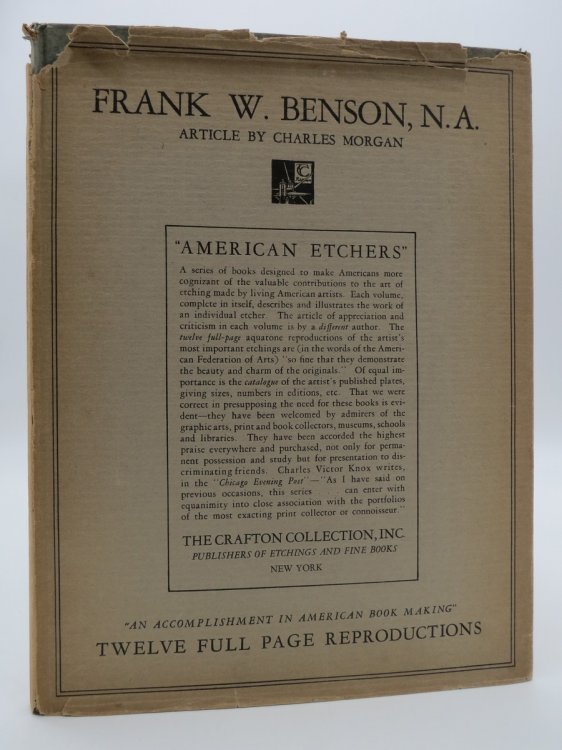 FRANK W. BENSON, N.A.
ARTICLE BY CHARLES MORGAN
C
"AMERICAN ETCHERS"
A series of books designed to make Americans more
cognizant of the valuable contributions to the art of
etching made by living American artists. Each volume,
complete in itself, describes and illustrates the work of
an individual etcher. The article of appreciation and
criticism in each volume is by a different author. The
twelve full-page aquatone reproductions of the artist's
most important etchings are (in the words of the Ameri-
can Federation of Arts) "so fine that they demonstrate
the beauty and charm of the originals." Of equal im-
portance is the catalogue of the artist's published plates,
giving sizes, numbers in editions, etc. That we were
correct in presupposing the need for these books is evi-
dent—they have been welcomed by admirers of the
graphic arts, print and book collectors, museums, schools
and libraries. They have been accorded the highest
praise everywhere and purchased, not only for perma-
nent possession and study but for presentation to dis-
criminating friends. Charles Victor Knox writes,
in the "Chicago Evening Post"—"As I have said on
previous occasions, this series . . . can enter with
equanimity into close association with the portfolios
of the most exacting print collector or connoisseur."
THE CRAFTON COLLECTION, INC.
PUBLISHERS OF ETCHINGS AND FINE BOOKS
NEW YORK
"AN ACCOMPLISHMENT IN AMERICAN BOOK MAKING"
TWELVE FULL PAGE REPRODUCTIONS